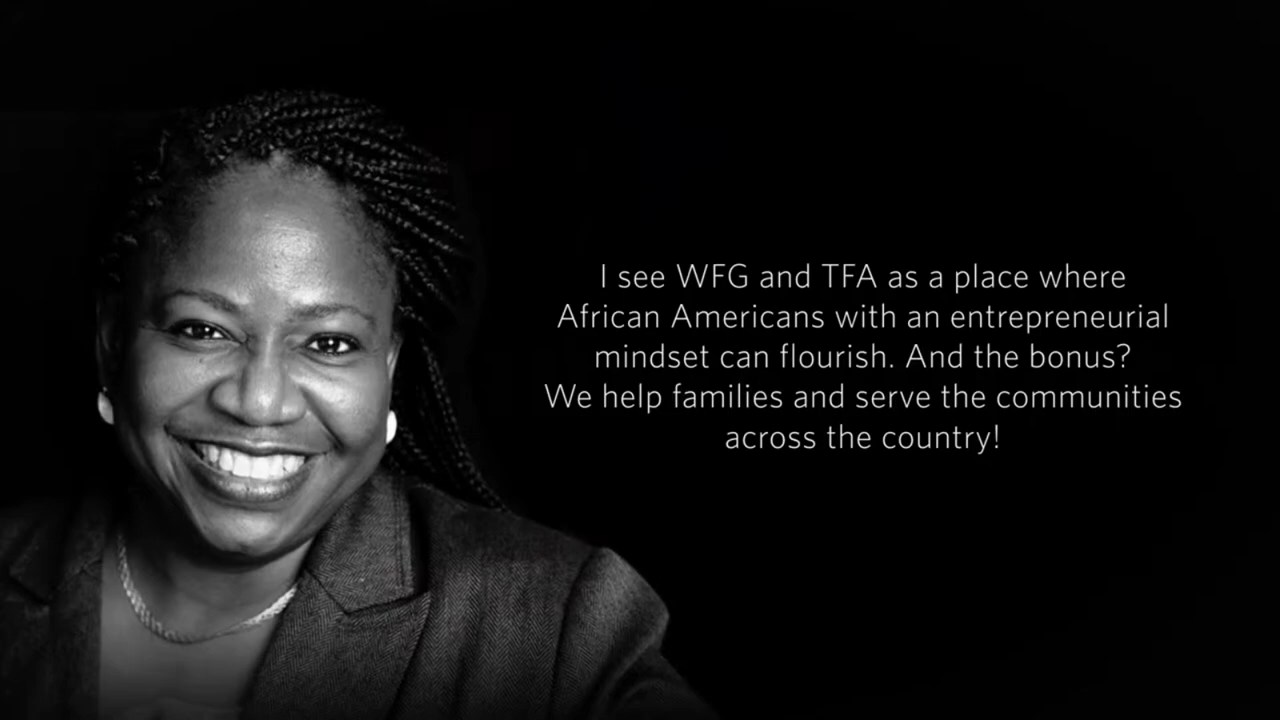 I see WFG and TFA as a place where
African Americans with an entrepreneurial
mindset can flourish. And the bonus?
We help families and serve the communities
across the country!